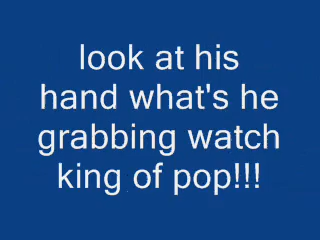 look at his
hand what's he
grabbing watch
king of pop!!!